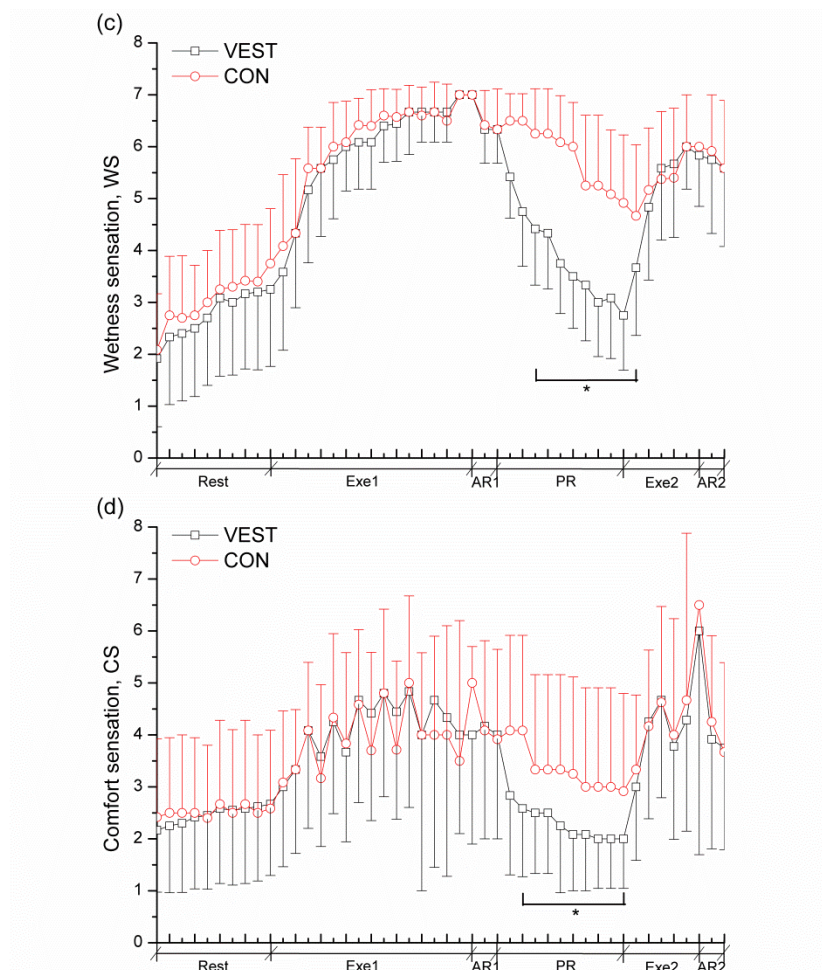 (c)
8
VEST
CON
7
6
5
4
3
2
1
0
Wetness sensation, WS
*
Rest Exe1 AR1 PR Exe2 AR2
(d)
8
VEST
CON
7
6
5
4
3
2
1
0
Comfort sensation, CS
*
Rest Exe1 AR1 PR Exe2 AR2